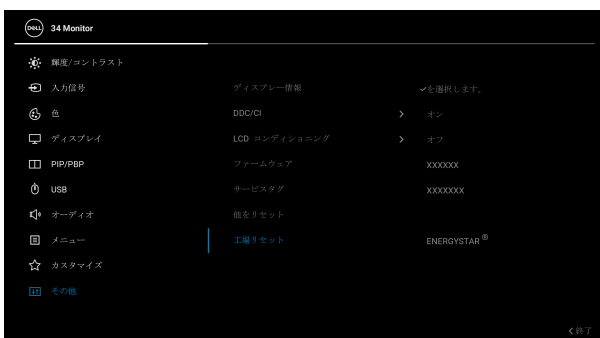 DELL
34 Monitor
輝度/コントラスト
入力信号
ディスプレー情報
✓を選択します。
色
DDC/CI
オン
ディスプレイ
LCD コンディショニング
オフ
PIP/PBP
ファームウェア
XXXXXX
USB
サービスタグ
XXXXXXX
オーディオ
他をリセット
メニュー
工場リセット
ENERGYSTAR®
カスタマイズ
その他
終了